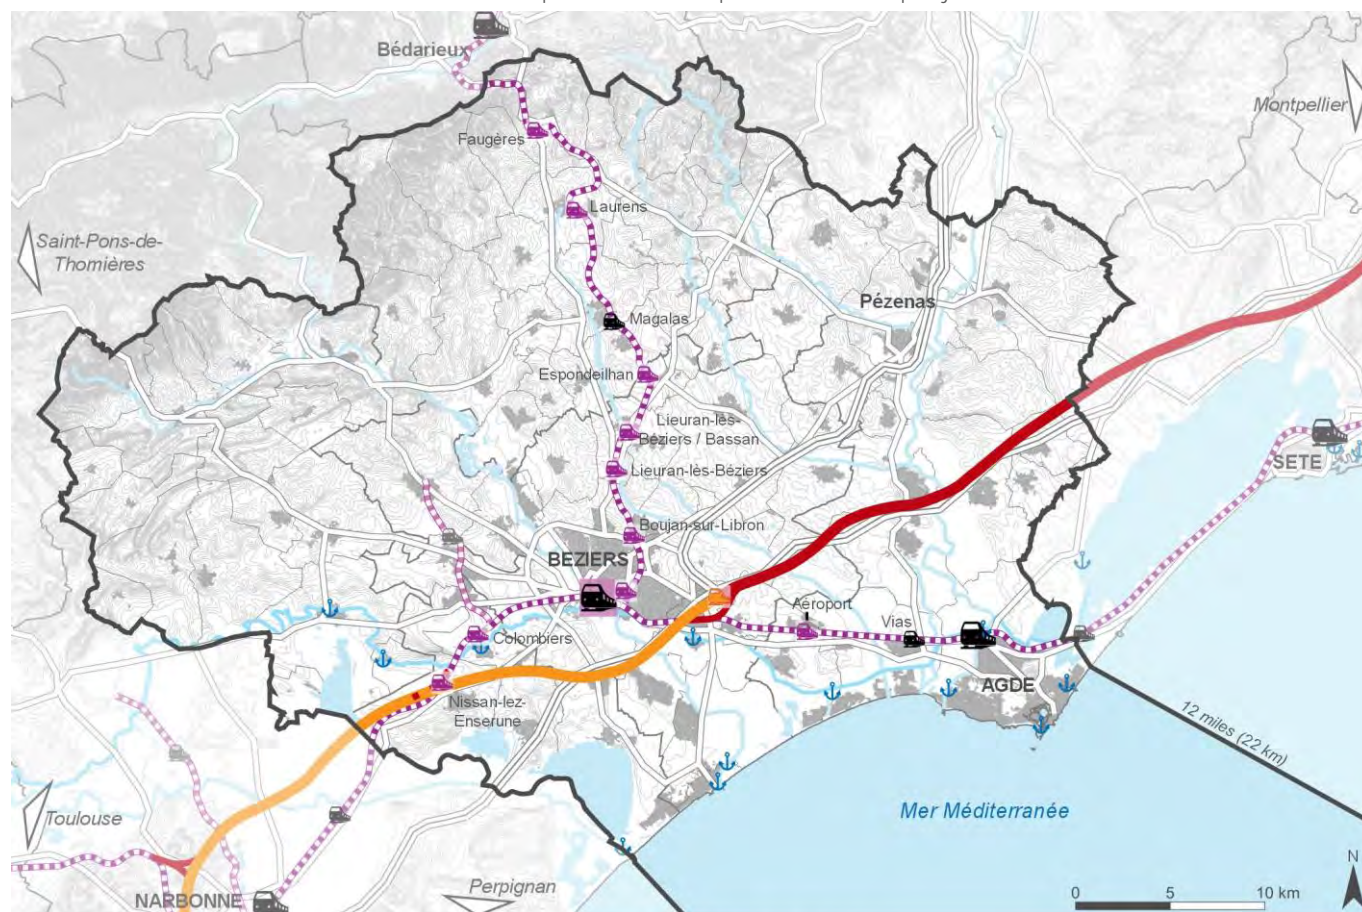 Bédarieux
Montpellier
Faugères
Laurens
Saint-Pons-de-
Thomières
Pézenas
Magalas
Espondeilhan
Lieuran-lès-
Béziers / Bassan
Lieuran-lès-Béziers
SETE
Boujan-sur-Libron
BEZIERS
Aéroport
Vias
Colombiers
AGDE
Nissan-lez-
Enserune
12 miles (22 km)
Toulouse
Mer Méditerranée
Perpignan
NARBONNE
N
0 5 10 km